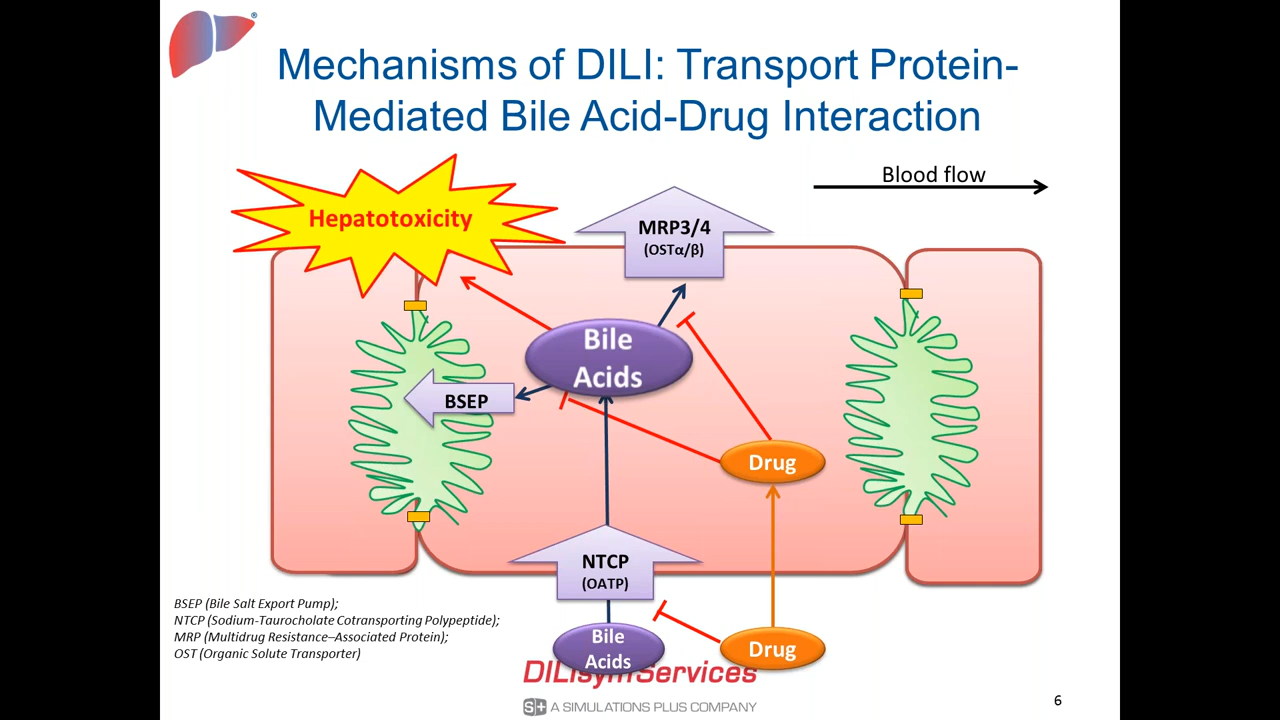 ®
Mechanisms of DILI: Transport Protein-
Mediated Bile Acid-Drug Interaction
Blood flow
Hepatotoxicity
MRP3/4
(OSTα/β)
Bile
Acids
BSEP
Drug
NTCP
(OATP)
BSEP (Bile Salt Export Pump);
NTCP (Sodium-Taurocholate Cotransporting Polypeptide);
MRP (Multidrug Resistance–Associated Protein);
OST (Organic Solute Transporter)
Bile
Acids
Drug
DILIsymServices
S+ A SIMULATIONS PLUS COMPANY
6